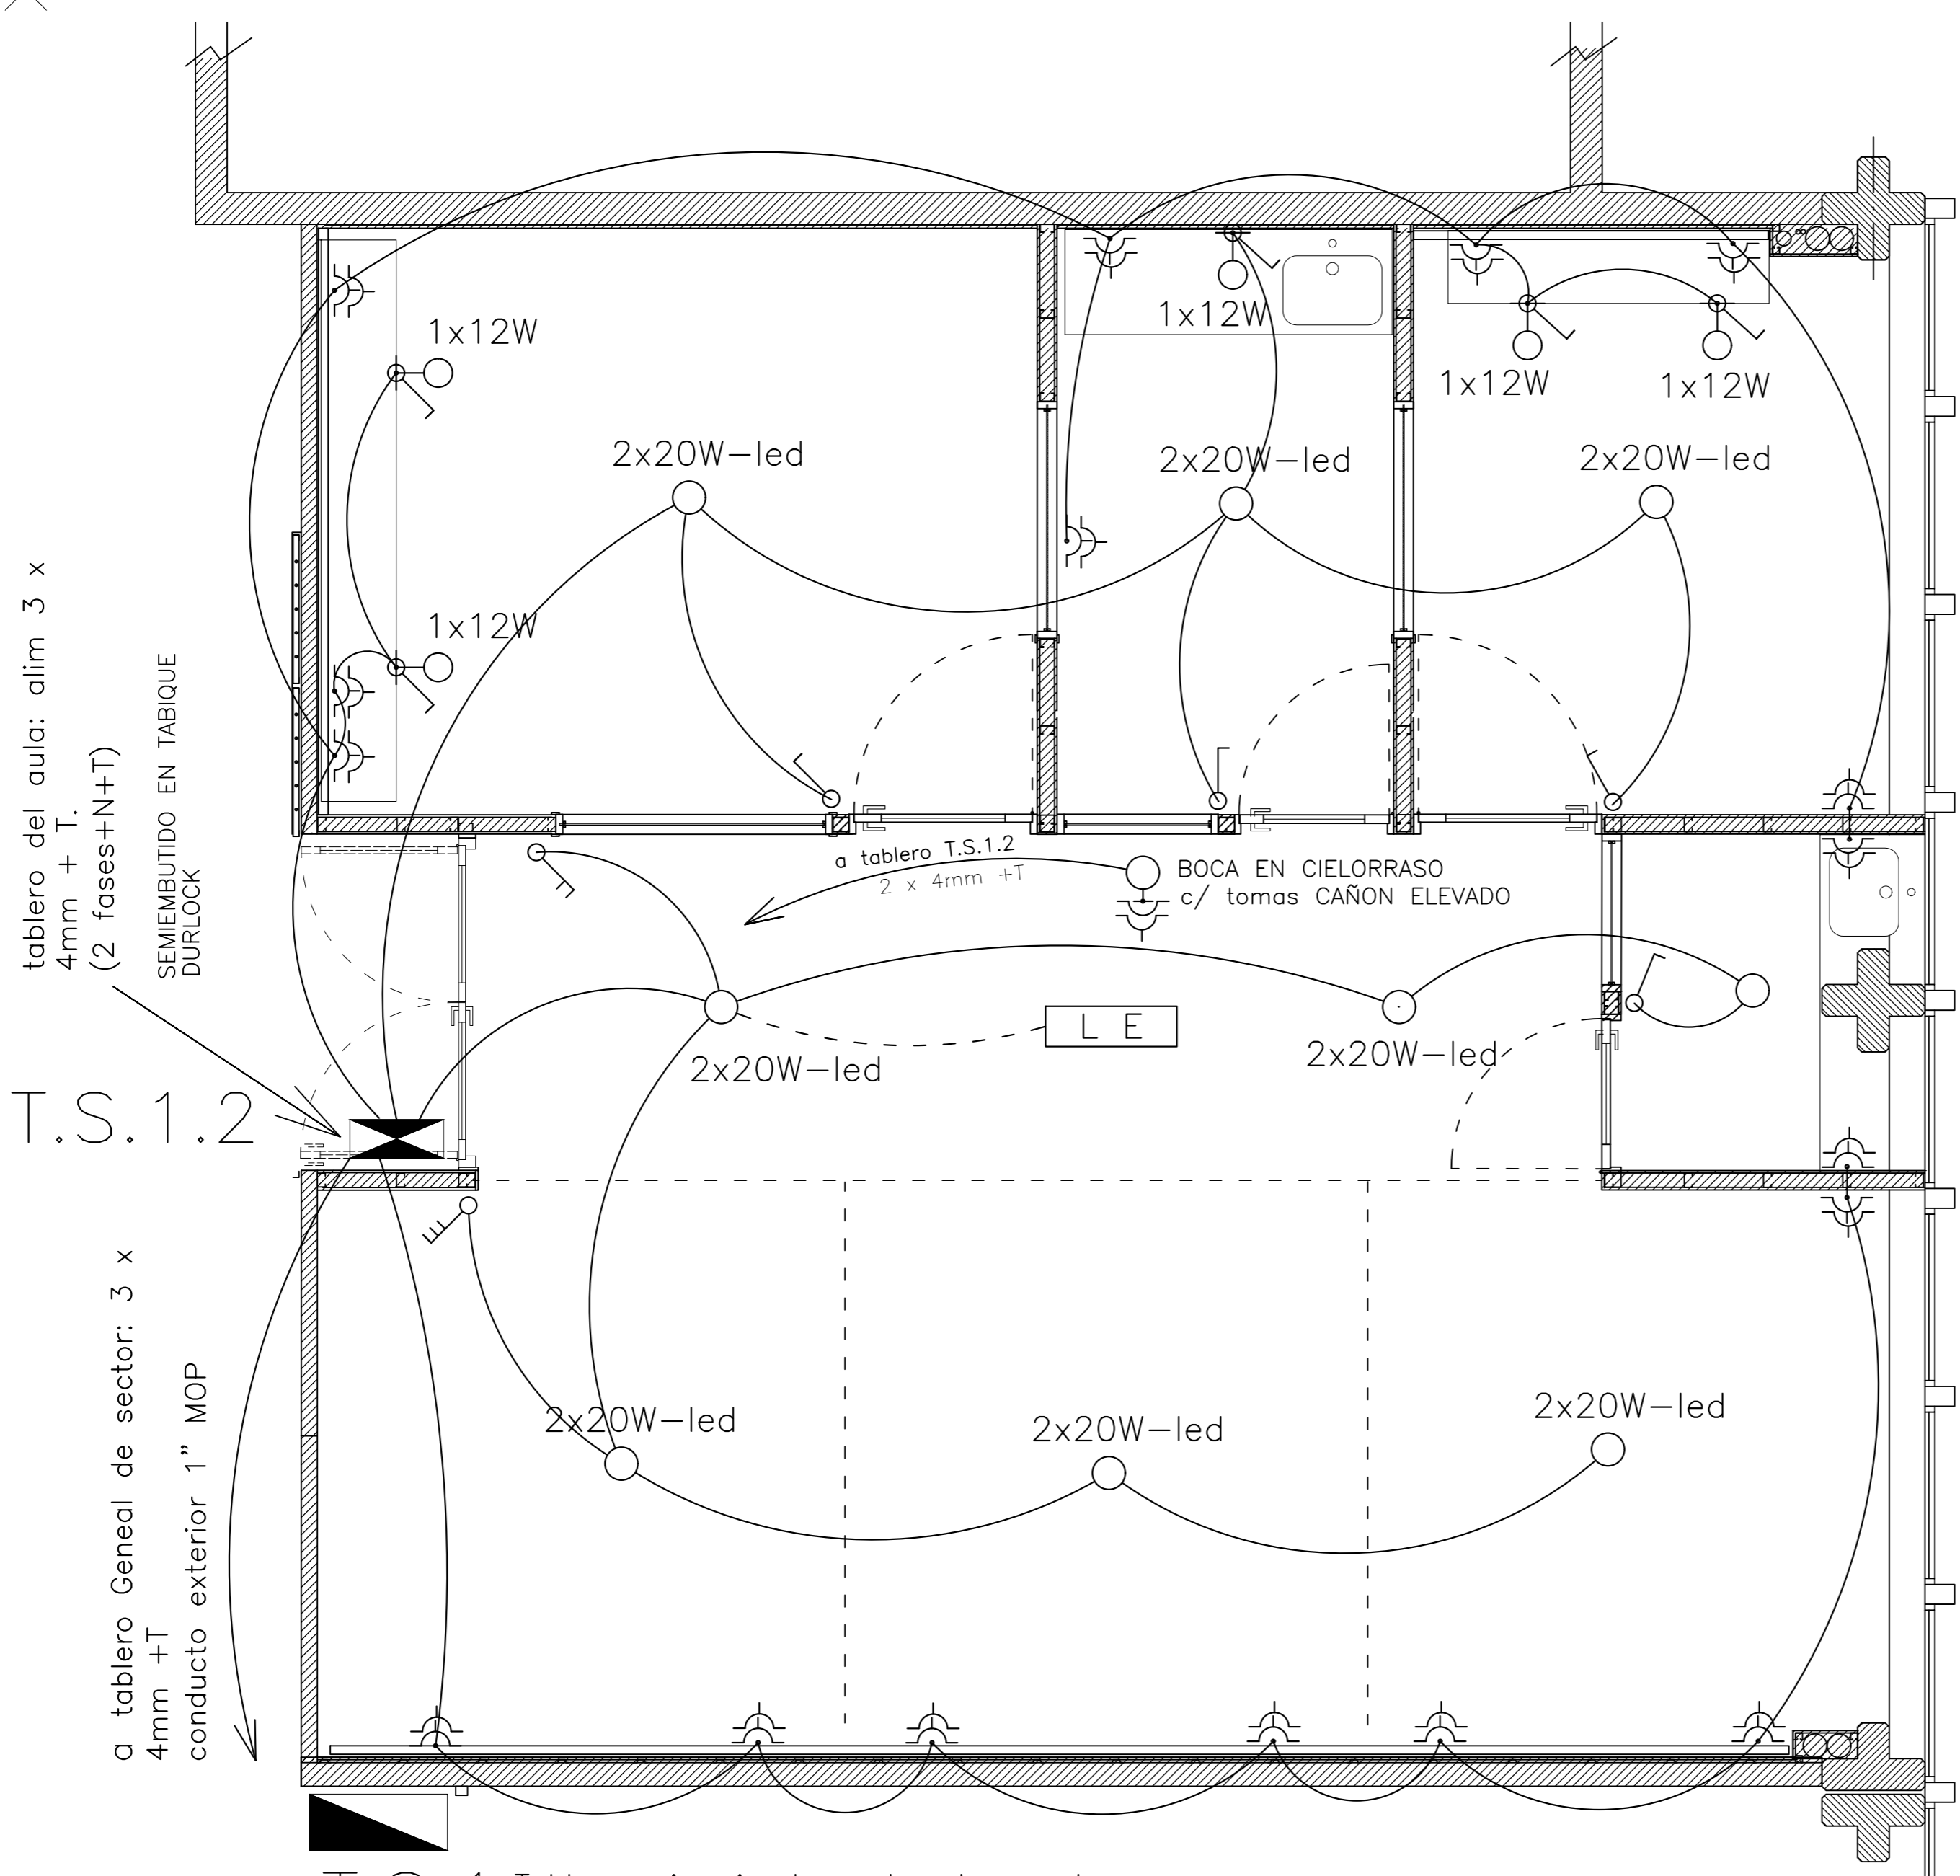 1x12W
1x12W
1x12W
1x12W
2x20W-led
2x20W-led
2x20W-led
1x12W
tablero del aula: alim 3 x
4mm + T.
(2 fases+N+T)
SEMIEMBUTIDO EN TABIQUE
DURLOCK
a tablero T.S.1.2
2 x 4mm +T
BOCA EN CIELORRASO
c/ tomas CAÑON ELEVADO
L E
2x20W-led
2x20W-led
T.S.1.2
a tablero Geneal de sector: 3 x
4mm +T
conducto exterior 1” MOP
2x20W-led
2x20W-led
2x20W-led